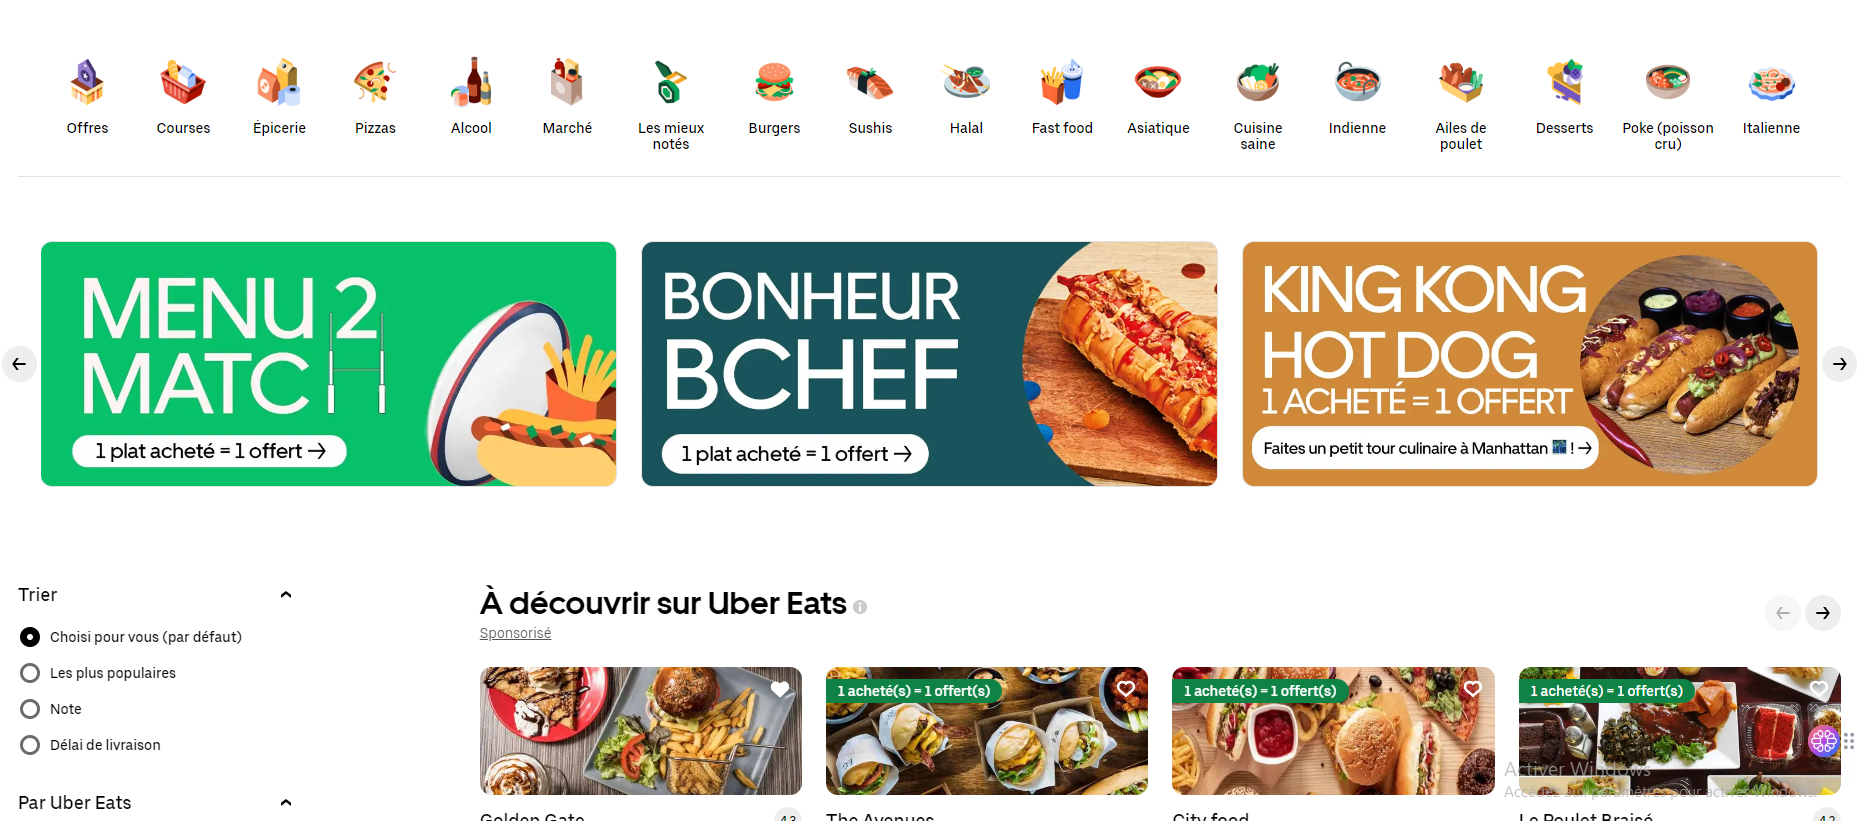 Offres
Courses
Épicerie
Pizzas
Alcool
Marché
Les mieux
notés
Burgers
Sushis
Halal
Fast food
Asiatique
Cuisine
saine
Indienne
Ailes de
poulet
Desserts
Poke (poisson
cru)
Italienne
MENU 2
MATCH
1 plat acheté = 1 offert →
BONHEUR
BCHEF
1 plat acheté = 1 offert →
KING KONG
HOT DOG
1 ACHETÉ = 1 OFFERT
Faites un petit tour culinaire à Manhattan 🌃 ! →
Trier
Choisi pour vous (par défaut)
Les plus populaires
Note
Délai de livraison
Par Uber Eats
À découvrir sur Uber Eats
Sponsorisé
1 acheté(s) = 1 offert(s)
1 acheté(s) = 1 offert(s)
1 acheté(s) = 1 offert(s)
Golden Gate
4.3
The Avenues
City food
Le Poulet Braisé
4.2
Activer Windows
Accédez aux paramètres pour activer Windows.